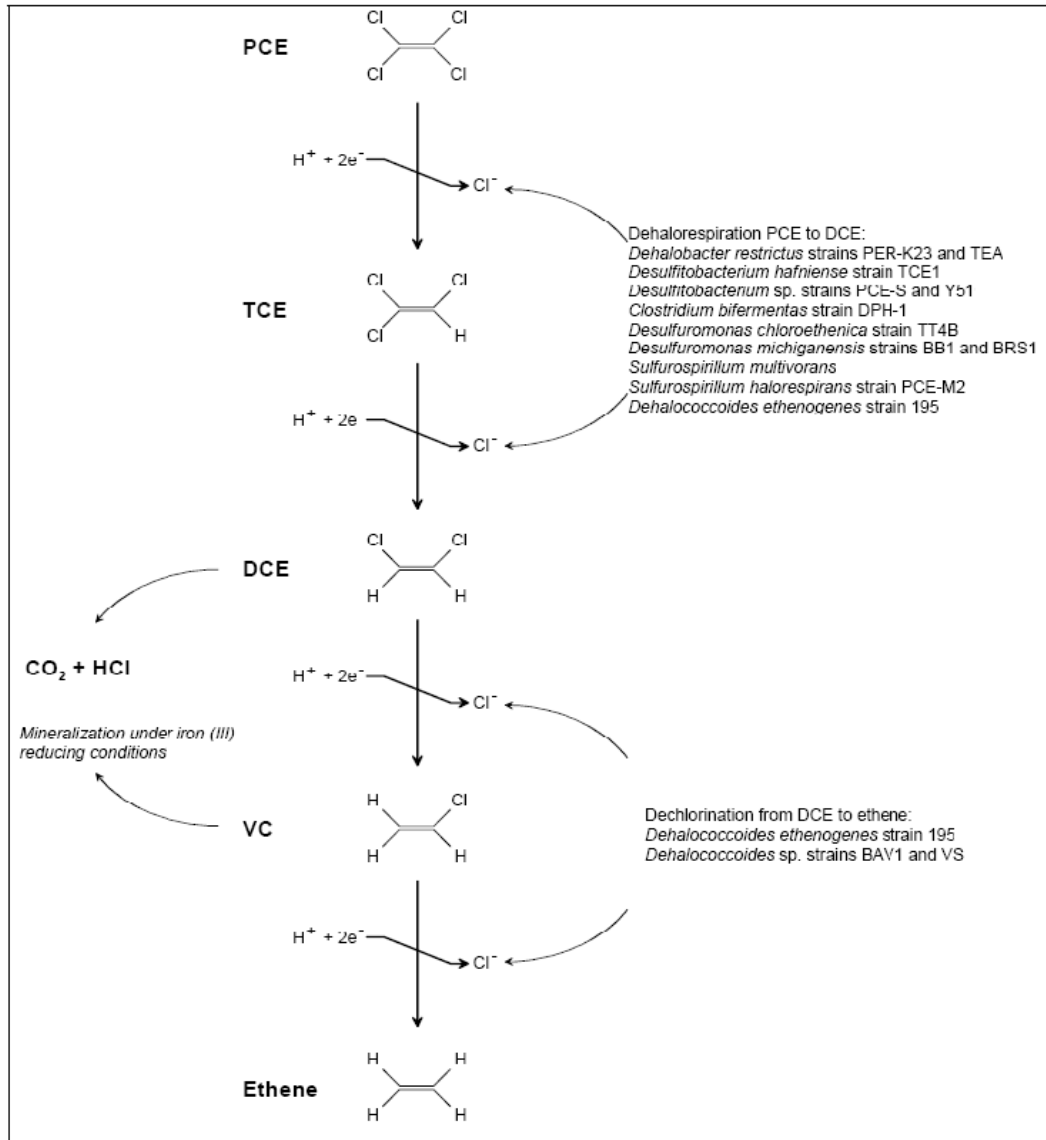 Cl Cl
PCE
Cl Cl
H⁺ + 2e⁻
Cl⁻
Dehalorespiration PCE to DCE:
Dehalobacter restrictus strains PER-K23 and TEA
Desulfitobacterium hafniense strain TCE1
Desulfitobacterium sp. strains PCE-S and Y51
Clostridium bifermentas strain DPH-1
Desulfuromonas chloroethenica strain TT4B
Desulfuromonas michiganensis strains BB1 and BRS1
Sulfurospirillum multivorans
Sulfurospirillum halorespirans strain PCE-M2
Dehalococcoides ethenogenes strain 195
Cl Cl
TCE
Cl H
H⁺ + 2e
Cl⁻
Cl Cl
DCE
H H
CO₂ + HCl
Mineralization under iron (III)
reducing conditions
H⁺ + 2e⁻
Cl⁻
H Cl
VC
H H
Dechlorination from DCE to ethene:
Dehalococcoides ethenogenes strain 195
Dehalococcoides sp. strains BAV1 and VS
H⁺ + 2e⁻
Cl⁻
H H
Ethene
H H